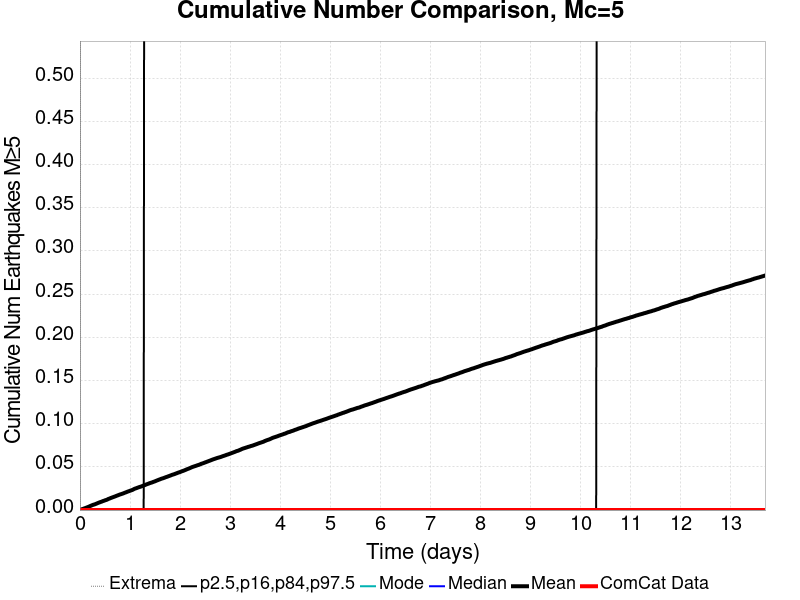 Cumulative Number Comparison, Mc=5
Cumulative Num Earthquakes M≥5
0.50
0.45
0.40
0.35
0.30
0.25
0.20
0.15
0.10
0.05
0.00
0 1 2 3 4 5 6 7 8 9 10 11 12 13
Time (days)
Extrema p2.5,p16,p84,p97.5 Mode Median Mean ComCat Data